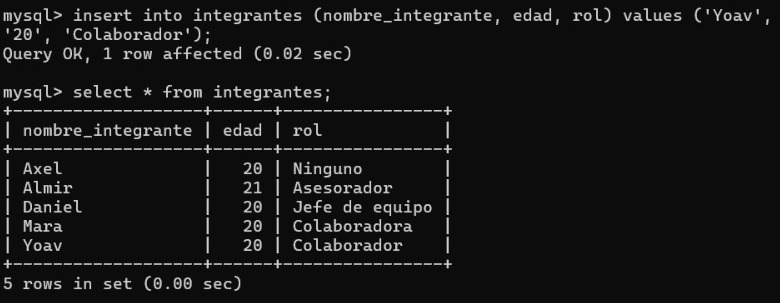 mysql> insert into integrantes (nombre_integrante, edad, rol) values ('Yoav',
'20', 'Colaborador');
Query OK, 1 row affected (0.02 sec)

mysql> select * from integrantes;
+-------------------+------+----------------+
| nombre_integrante | edad | rol            |
+-------------------+------+----------------+
| Axel              |   20 | Ninguno        |
| Almir             |   21 | Asesorador     |
| Daniel            |   20 | Jefe de equipo |
| Mara              |   20 | Colaboradora   |
| Yoav              |   20 | Colaborador    |
+-------------------+------+----------------+
5 rows in set (0.00 sec)